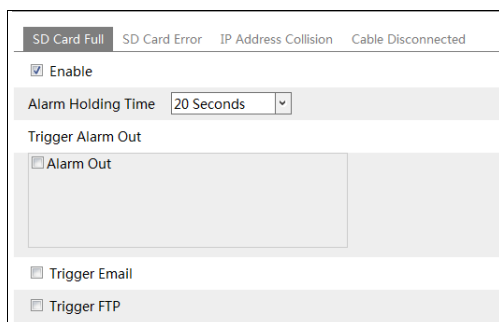 SD Card Full SD Card Error IP Address Collision Cable Disconnected
Enable
Alarm Holding Time 20 Seconds
Trigger Alarm Out
Alarm Out
Trigger Email
Trigger FTP